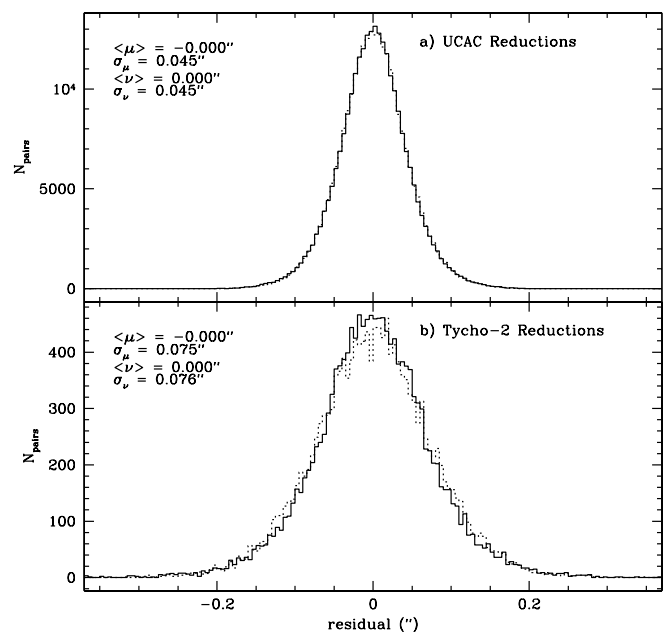 a) UCAC Reductions
<μ> = −0.000″
σμ = 0.045″
<ν> = 0.000″
σν = 0.045″
10⁴
5000
0
Npairs
b) Tycho−2 Reductions
<μ> = −0.000″
σμ = 0.075″
<ν> = 0.000″
σν = 0.076″
400
300
200
100
0
Npairs
−0.2 0 0.2
residual (″)